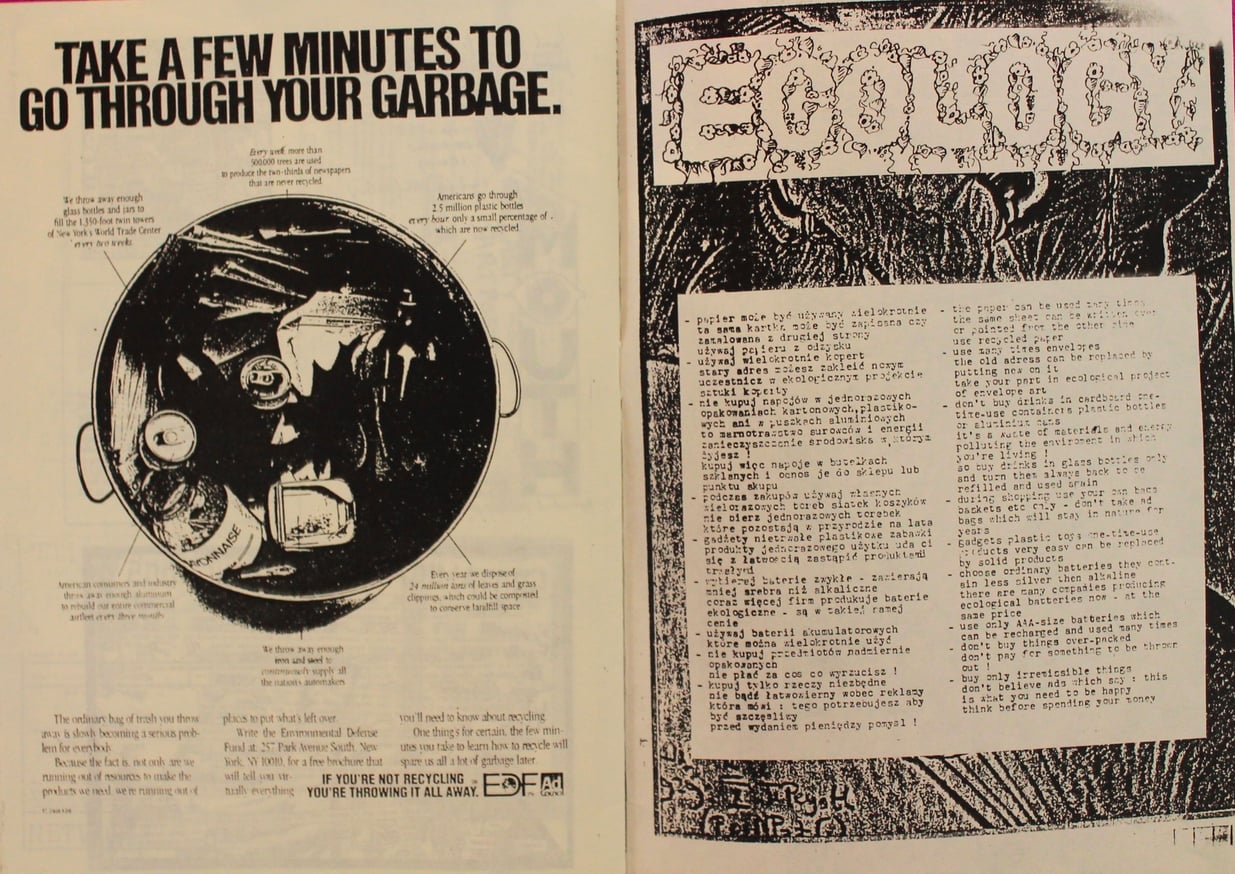 TAKE A FEW MINUTES TO
GO THROUGH YOUR GARBAGE.
Every week more than
500,000 trees are used
to produce the two-thirds of newspapers
that are never recycled.
We throw away enough
glass bottles and jars to
fill the 1,350-foot twin towers
of New York's World Trade Center
every two weeks.
Americans go through
2.5 million plastic bottles
every hour only a small percentage of
which are now recycled.
American consumers and industry
throw away enough aluminum
to rebuild our entire commercial
airfleet every three months.
Every year we dispose of
24 million tons of leaves and grass
clippings, which could be composted
to conserve landfill space.
We throw away enough
iron and steel to
continuously supply all
the nation's automakers.
The ordinary bag of trash you throw
away is slowly becoming a serious prob-
lem for everybody.
Because the fact is, not only are we
running out of resources to make the
products we need, we're running out of
places to put what's left over.
Write the Environmental Defense
Fund at: 257 Park Avenue South, New
York, NY 10010, for a free brochure that
will tell you vir-
tually everything
you'll need to know about recycling.
One thing's for certain, the few min-
utes you take to learn how to recycle will
spare us all a lot of garbage later.
IF YOU'RE NOT RECYCLING
YOU'RE THROWING IT ALL AWAY.
EDF
Ad
Council
ECOLOGY
- papier może być używany wielokrotnie
ta sama kartka może być zapisana czy
zamalowana z drugiej strony
używaj papieru z odzysku
- używaj wielokrotnie kopert
stary adres możesz zakleić nowym
uczestnicz w ekologicznym projekcie
sztuki koperty
- nie kupuj napojów w jednorazowych
opakowaniach kartonowych,plastiko-
wych ani w puszkach aluminiowych
to marnotrastwo surowców i energii
zanieczyszczenie środowiska w którym
żyjesz !
kupuj więc napoje w butelkach
szklanych i odnoś je do sklepu lub
punktu skupu
- podczas zakupów używaj własnych
wielorazowych toreb siatek koszyków
nie bierz jednorazowych torebek
które pozostają w przyrodzie na lata
- gadżety nietrwałe plastikowe zabawki
produkty jednorazowego użytku uda ci
się z łatwością zastąpić produktami
trwałymi
- wybieraj baterie zwykłe - zawierają
mniej srebra niż alkaliczne
coraz więcej firm produkuje baterie
ekologiczne - są w takiej samej
cenie
- używaj baterii akumulatorowych
które można wielokrotnie użyć
- nie kupuj przedmiotów nadmiernie
opakowanych
nie płać za coś co wyrzucisz !
- kupuj tylko rzeczy niezbędne
nie bądź łatwowierny wobec reklamy
która mówi : tego potrzebujesz aby
być szczęśliwy
przed wydaniem pieniędzy pomyśl !
- the paper can be used many times
the same sheet can be written over
or painted from the other side
use recycled paper
- use many times envelopes
the old adress can be replaced by
putting new on it
take your part in ecological project
of envelope art
- don't buy drinks in cardboard one-
time-use containers plastic bottles
or aluminium cans
it's a waste of materials and energy
polluting the enviroment in which
you're living !
so buy drinks in glass bottles only
and turn them always back to be
refilled and used again
- during shopping use your own bags
baskets etc only - don't take ad
bags which will stay in nature for
years
- gadgets plastic toys one-time-use
products very easy can be replaced
by solid products
- choose ordinary batteries they cont-
ain less silver then alkaline
there are many companies producing
ecological batteries now - at the
same price
- use only AAA-size batteries which
can be recharged and used many times
- don't buy things over-packed
don't pay for something to be thrown
out !
- buy only irremissible things
don't believe ads which say : this
is what you need to be happy
think before spending your money